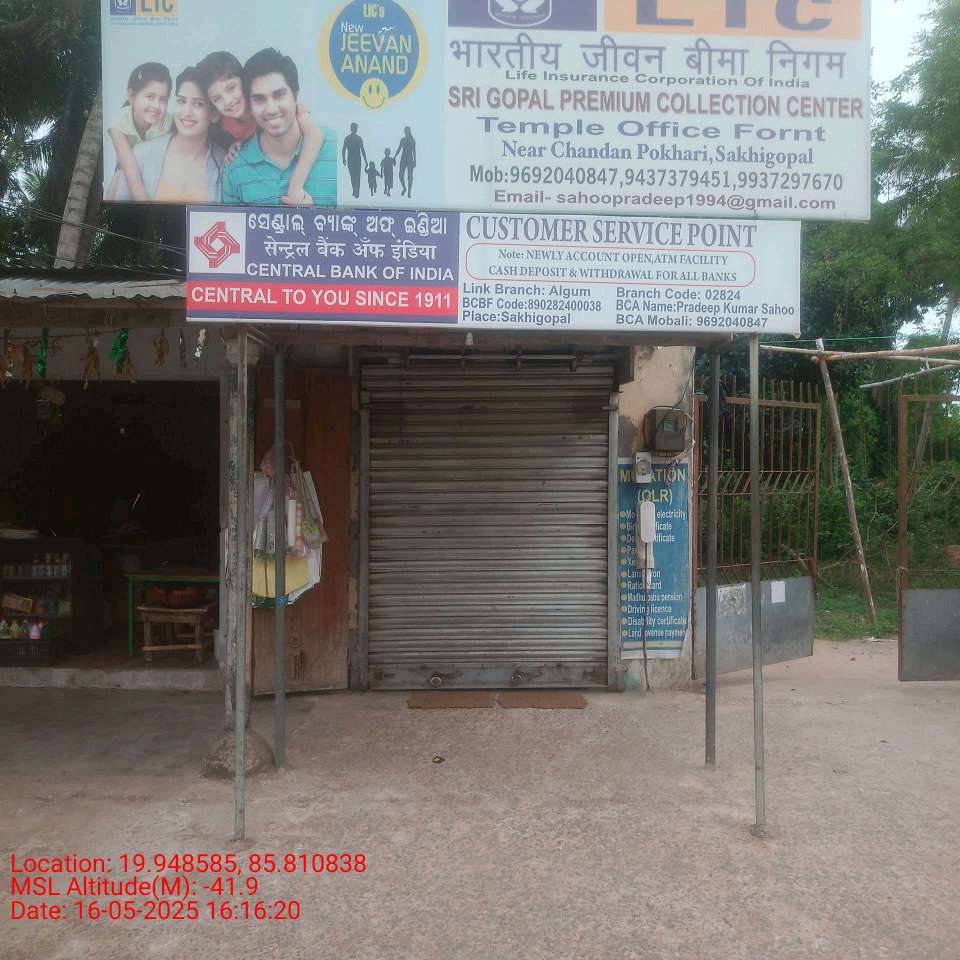 LIC
LIC's
New
JEEVAN
ANAND
LIC
भारतीय जीवन बीमा निगम
Life Insurance Corporation Of India
SRI GOPAL PREMIUM COLLECTION CENTER
Temple Office Fornt
Near Chandan Pokhari, Sakhigopal
Mob:9692040847,9437379451,9937297670
Email- sahoopradeep1994@gmail.com
ସେଣ୍ଟ୍ରାଲ୍ ବ୍ୟାଙ୍କ୍ ଅଫ୍ ଇଣ୍ଡିଆ
सेन्ट्रल बैंक ऑफ इंडिया
CENTRAL BANK OF INDIA
CENTRAL TO YOU SINCE 1911
CUSTOMER SERVICE POINT
Note: NEWLY ACCOUNT OPEN,ATM FACILITY
CASH DEPOSIT & WITHDRAWAL FOR ALL BANKS
Link Branch: Algum
Branch Code: 02824
BCBF Code:890282400038
BCA Name:Pradeep Kumar Sahoo
Place:Sakhigopal
BCA Mobali: 9692040847
(OLR)
electricity
Madhubabu pension
Driving licence
Disability certificate
Location: 19.948585, 85.810838
MSL Altitude(M): -41.9
Date: 16-05-2025 16:16:20